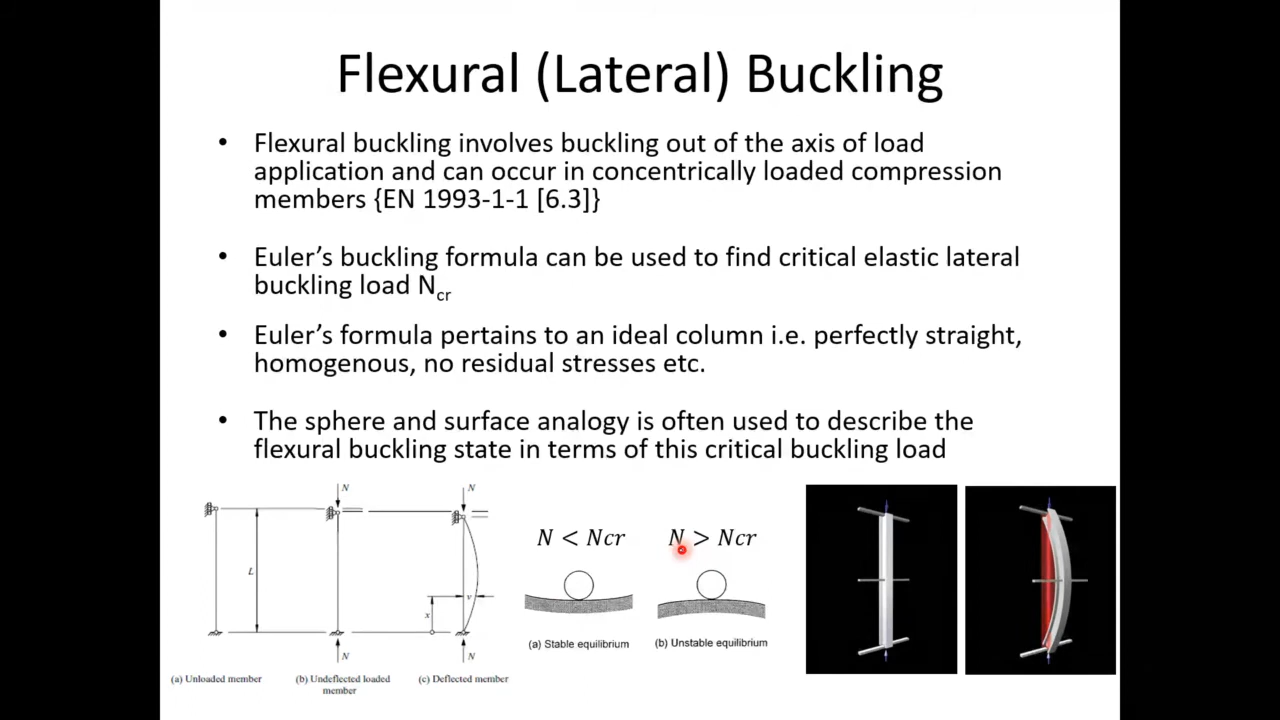 Flexural (Lateral) Buckling
• Flexural buckling involves buckling out of the axis of load
application and can occur in concentrically loaded compression
members {EN 1993-1-1 [6.3]}
• Euler’s buckling formula can be used to find critical elastic lateral
buckling load Ncr
• Euler’s formula pertains to an ideal column i.e. perfectly straight,
homogenous, no residual stresses etc.
• The sphere and surface analogy is often used to describe the
flexural buckling state in terms of this critical buckling load
N
N
L
x
v
N
N
(a) Unloaded member
(b) Undeflected loaded
member
(c) Deflected member
N < Ncr
N > Ncr
(a) Stable equilibrium
(b) Unstable equilibrium